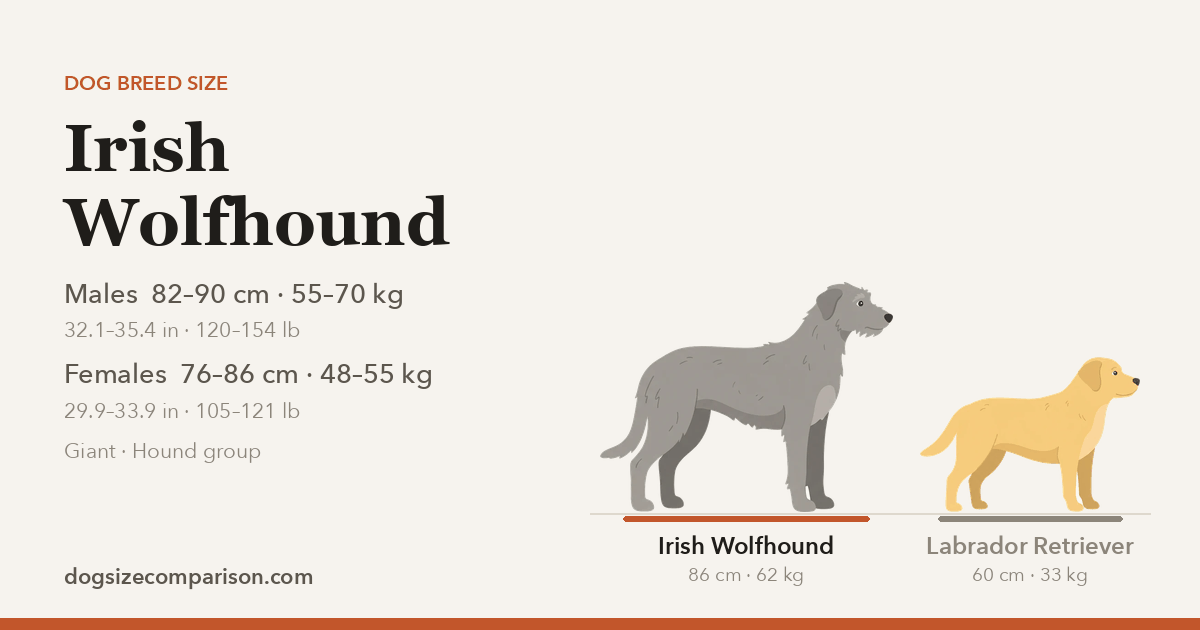 DOG BREED SIZE
Irish
Wolfhound
Males 82–90 cm · 55–70 kg
32.1–35.4 in · 120–154 lb
Females 76–86 cm · 48–55 kg
29.9–33.9 in · 105–121 lb
Giant · Hound group
Irish Wolfhound
86 cm · 62 kg
Labrador Retriever
60 cm · 33 kg
dogsizecomparison.com